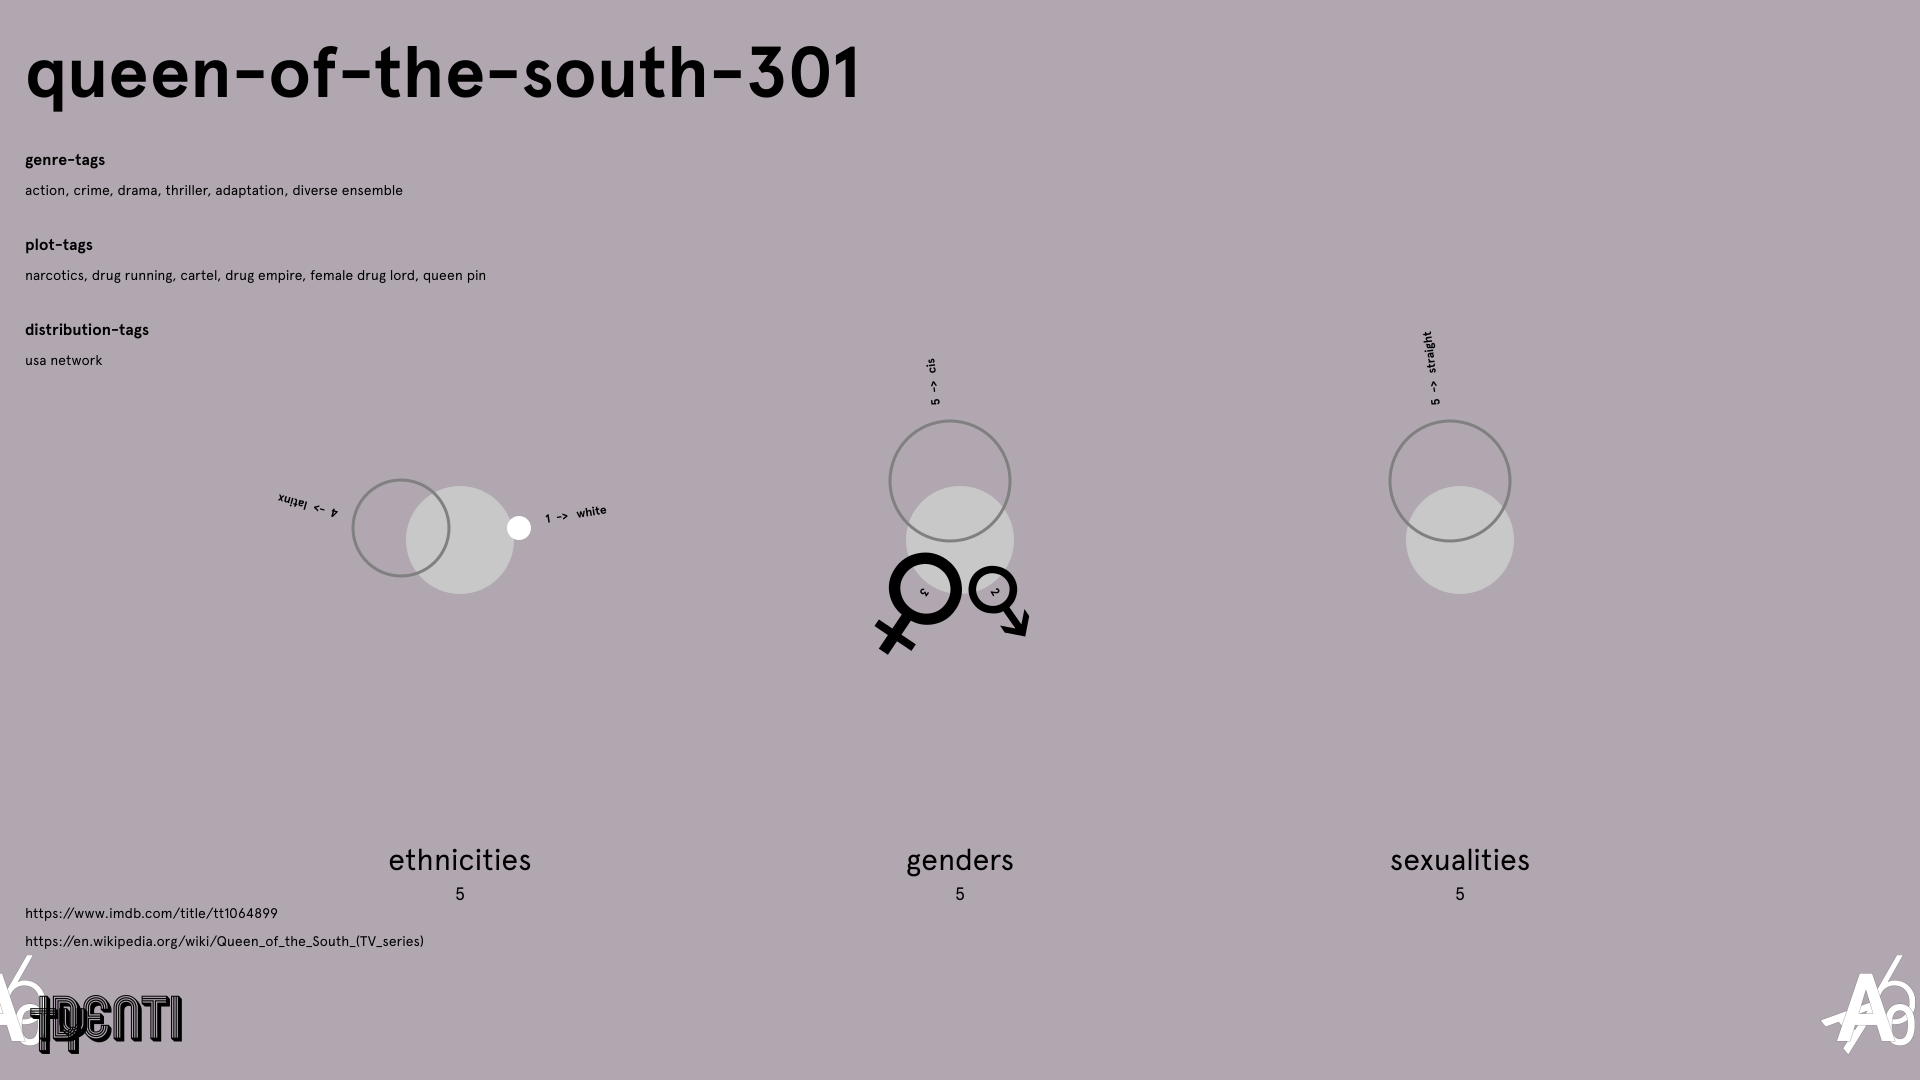 queen-of-the-south-301
genre-tags
action, crime, drama, thriller, adaptation, diverse ensemble
plot-tags
narcotics, drug running, cartel, drug empire, female drug lord, queen pin
distribution-tags
usa network
4 -> latinx
1 -> white
5 -> cis
3
2
5 -> straight
ethnicities
5
genders
5
sexualities
5
https://www.imdb.com/title/tt1064899
https://en.wikipedia.org/wiki/Queen_of_the_South_(TV_series)
IDENTI